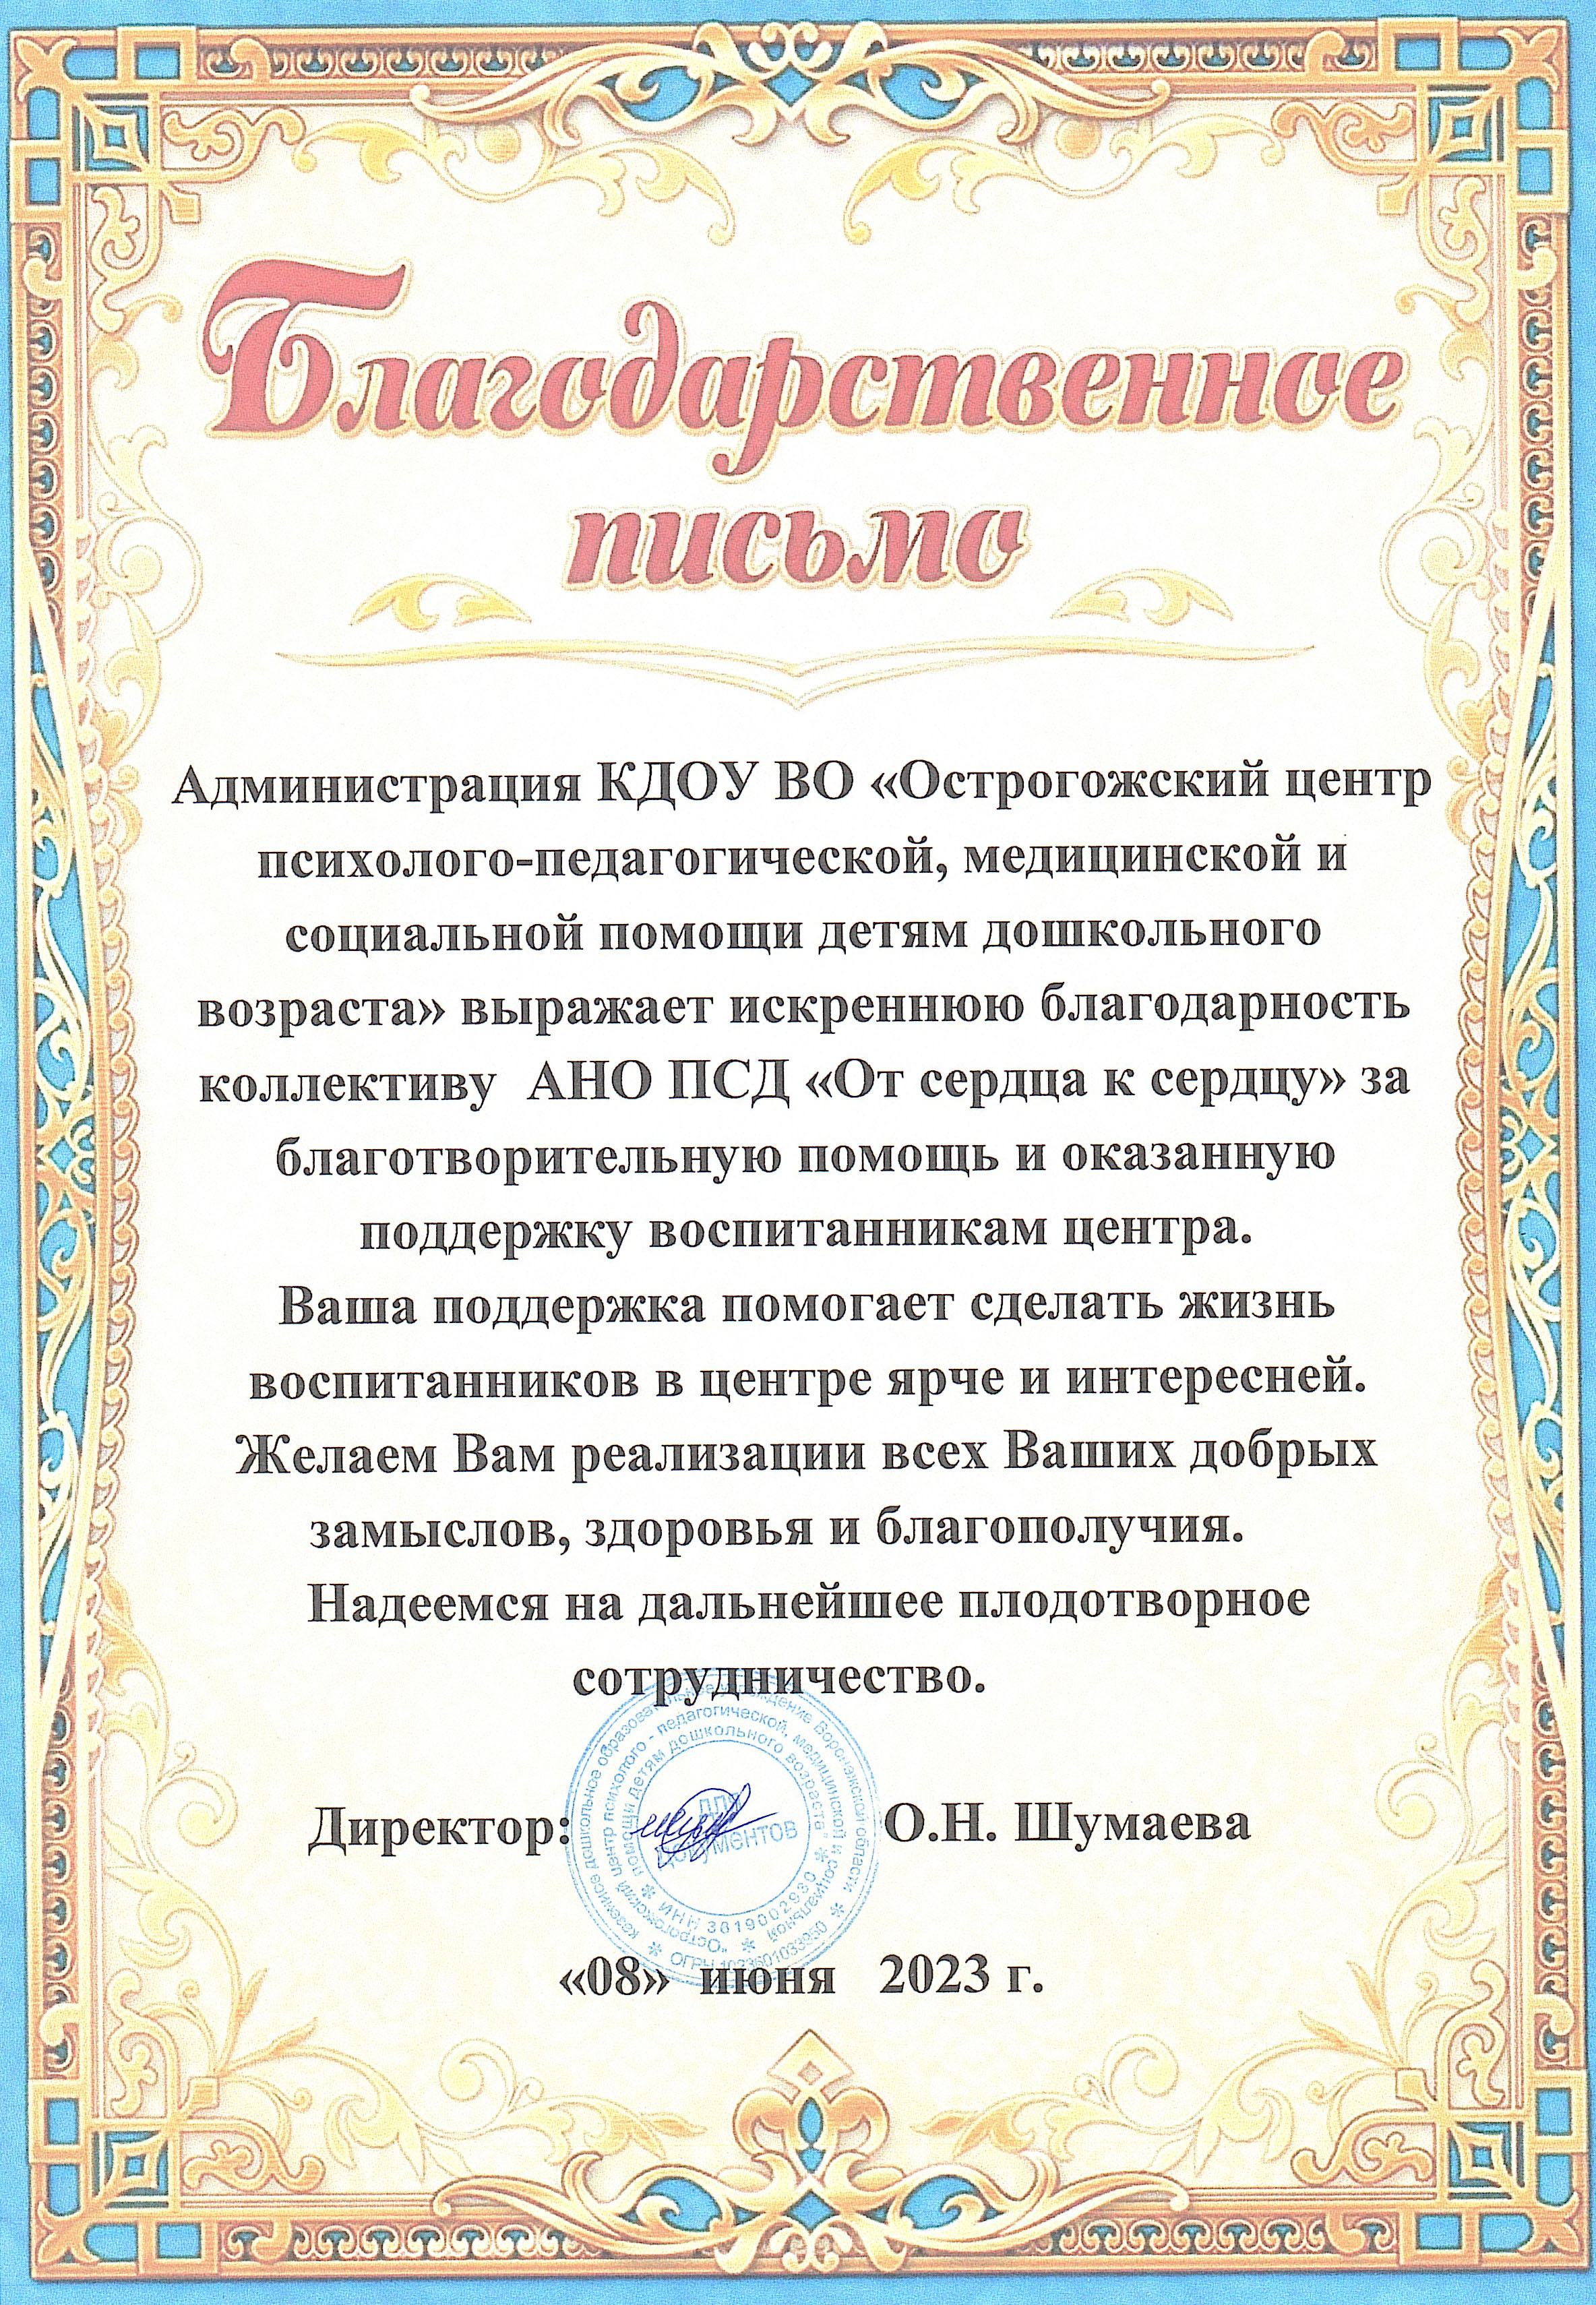 Благодарственное
письмо
Администрация КДОУ ВО «Острогожский центр
психолого-педагогической, медицинской и
социальной помощи детям дошкольного
возраста» выражает искреннюю благодарность
коллективу АНО ПСД «От сердца к сердцу» за
благотворительную помощь и оказанную
поддержку воспитанникам центра.
Ваша поддержка помогает сделать жизнь
воспитанников в центре ярче и интересней.
Желаем Вам реализации всех Ваших добрых
замыслов, здоровья и благополучия.
Надеемся на дальнейшее плодотворное
сотрудничество.
Директор: О.Н. Шумаева
казенное дошкольное образовательное учреждение Воронежской области
"Острогожский центр психолого - педагогической, медицинской и социальной
помощи детям дошкольного возраста"
ИНН 3619002930
для
документов
«08» июня 2023 г.